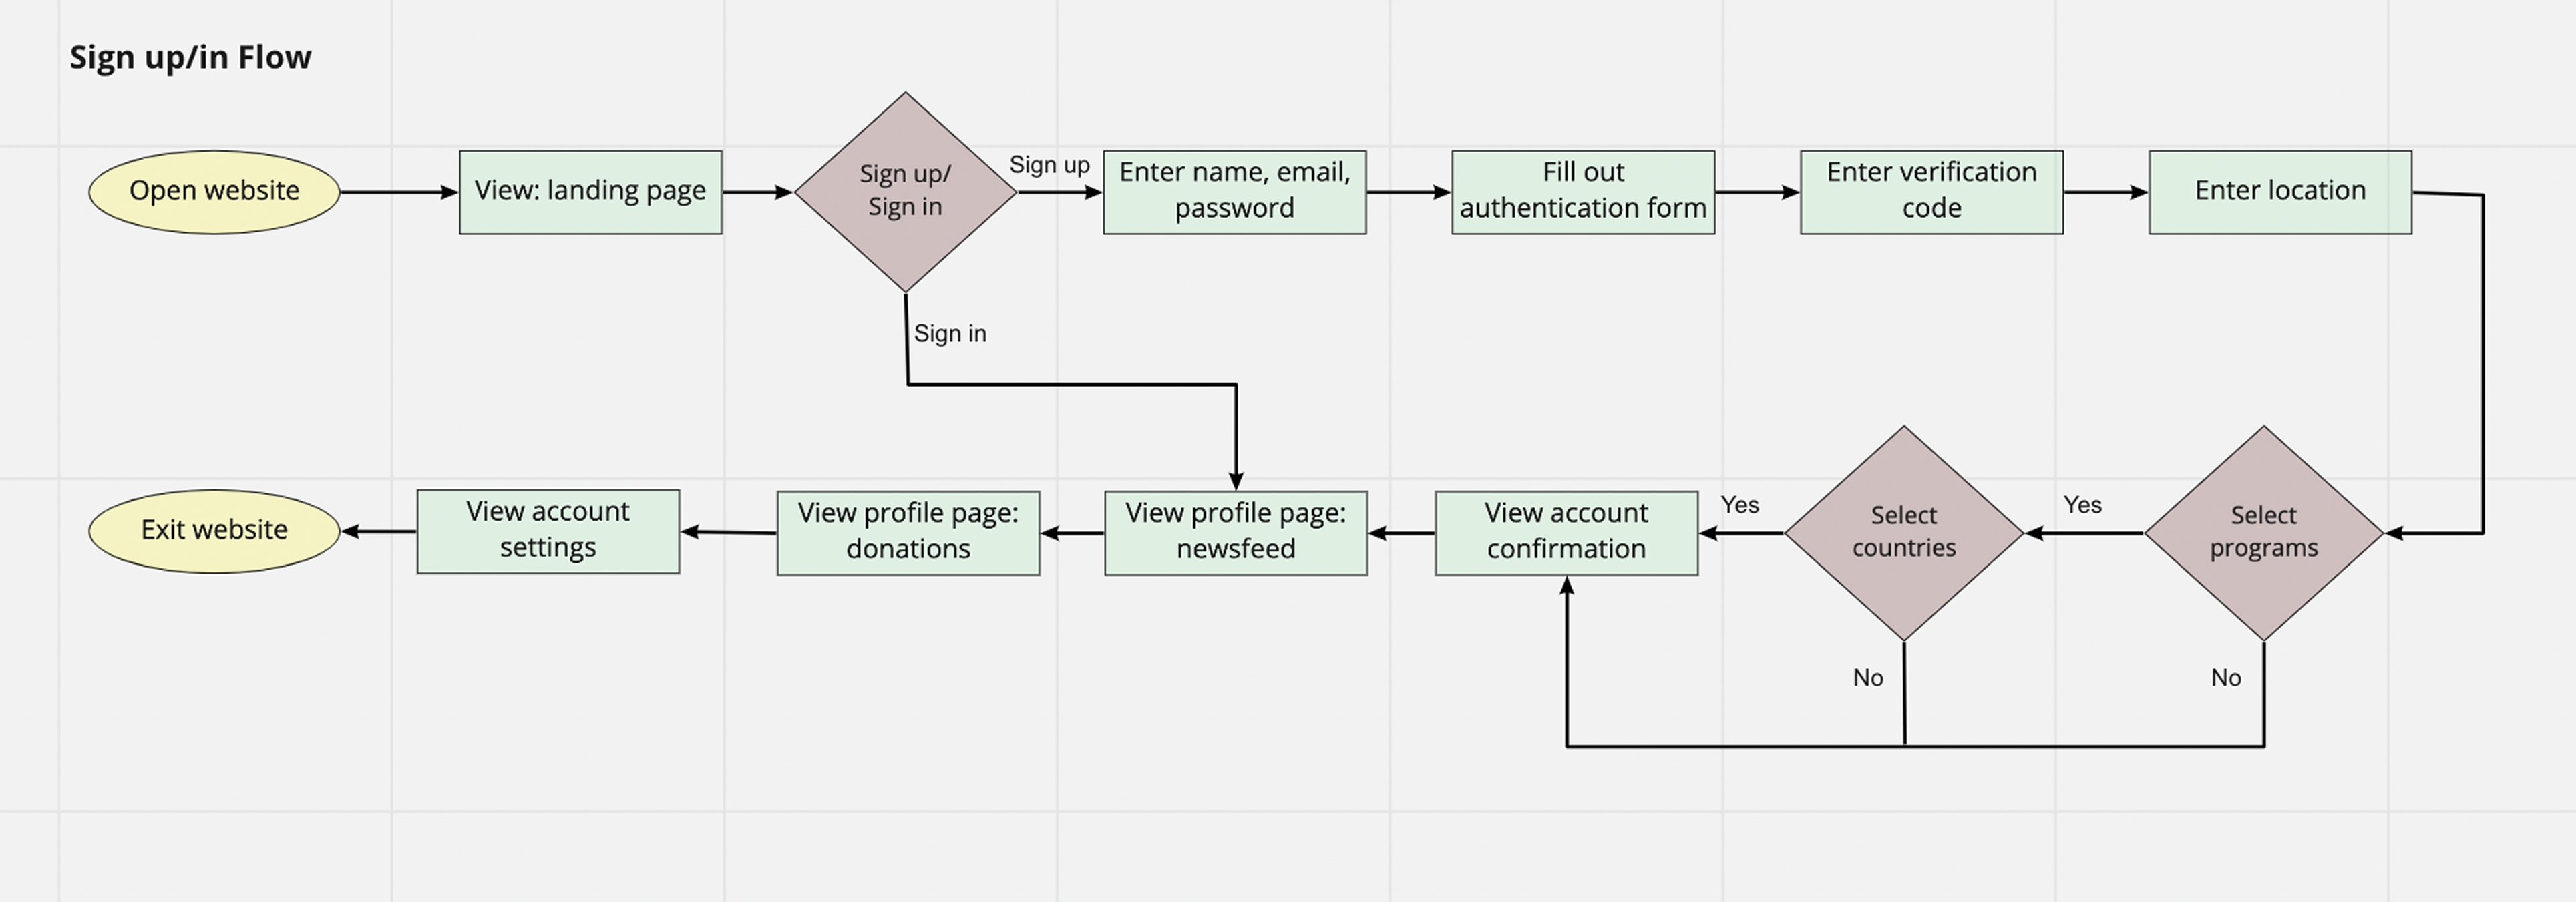 Sign up/in Flow
Open website
View: landing page
Sign up/
Sign in
Sign up
Enter name, email,
password
Fill out
authentication form
Enter verification
code
Enter location
Sign in
Exit website
View account
settings
View profile page:
donations
View profile page:
newsfeed
View account
confirmation
Yes
Select
countries
Yes
Select
programs
No
No